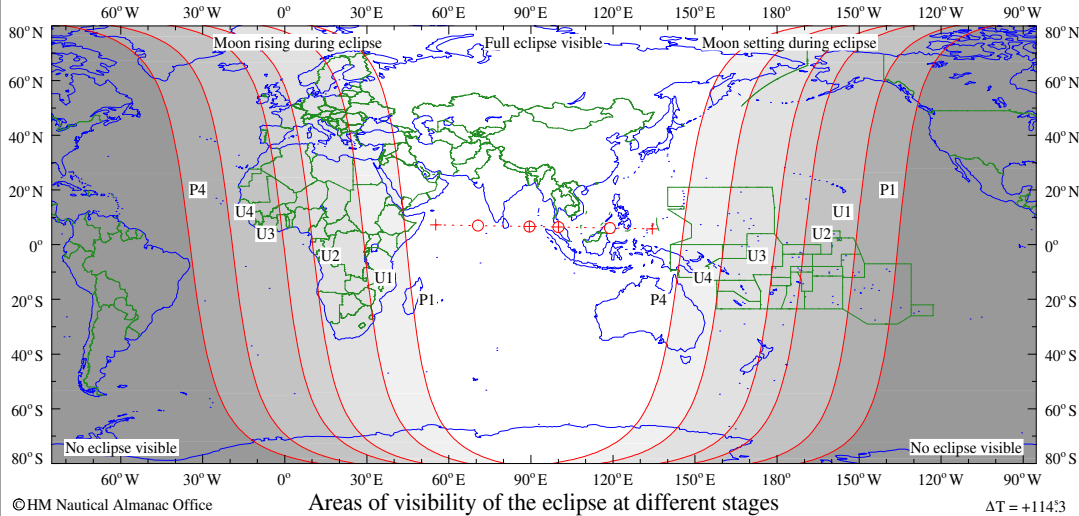 60°W 30°W 0° 30°E 60°E 90°E 120°E 150°E 180° 150°W 120°W 90°W
80°N Moon rising during eclipse Full eclipse visible Moon setting during eclipse 80°N
60°N 60°N
40°N 40°N
20°N P4 P1 20°N
U4 U1
U3 U2
0° U2 U3 0°
U1 U4
20°S P1 P4 20°S
40°S 40°S
60°S 60°S
No eclipse visible No eclipse visible
80°S 80°S
60°W 30°W 0° 30°E 60°E 90°E 120°E 150°E 180° 150°W 120°W 90°W
©HM Nautical Almanac Office Areas of visibility of the eclipse at different stages ΔT = +114ˢ.3